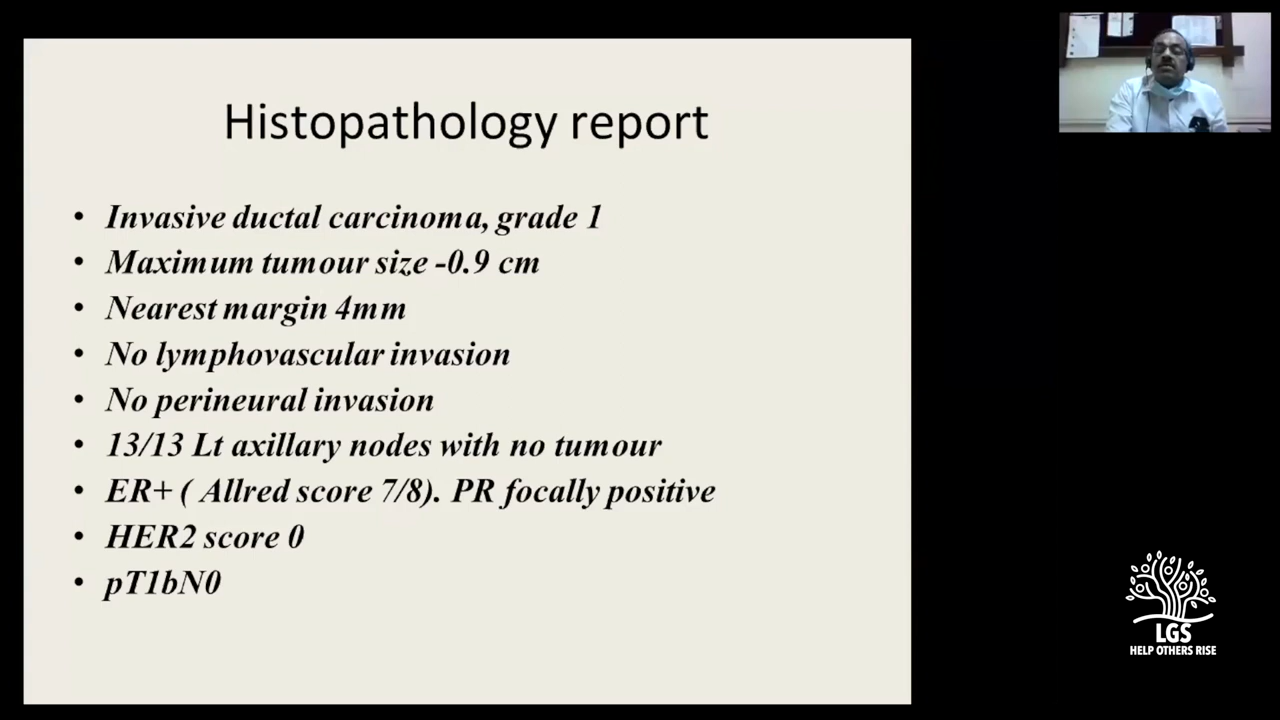 Histopathology report
• Invasive ductal carcinoma, grade 1
• Maximum tumour size -0.9 cm
• Nearest margin 4mm
• No lymphovascular invasion
• No perineural invasion
• 13/13 Lt axillary nodes with no tumour
• ER+ ( Allred score 7/8). PR focally positive
• HER2 score 0
• pT1bN0
LGS
HELP OTHERS RISE